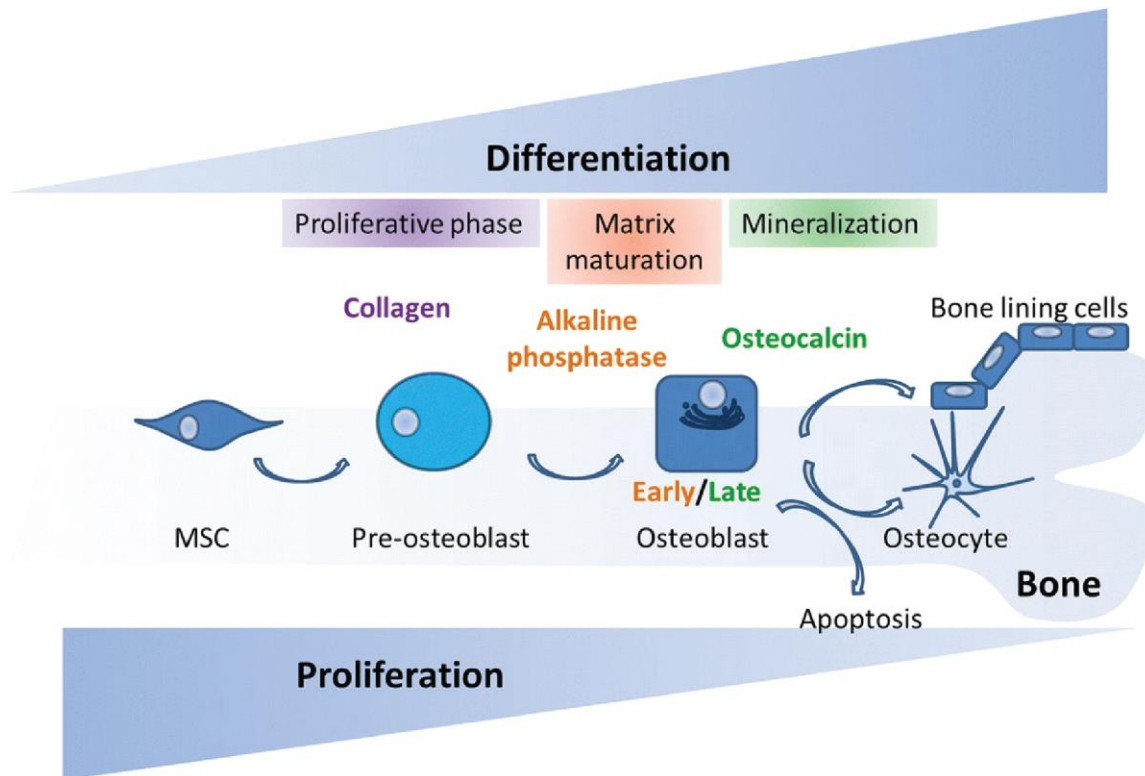 Differentiation
Proliferative phase
Matrix
maturation
Mineralization
Collagen
Alkaline
phosphatase
Osteocalcin
Bone lining cells
Early/Late
MSC
Pre-osteoblast
Osteoblast
Osteocyte
Bone
Apoptosis
Proliferation